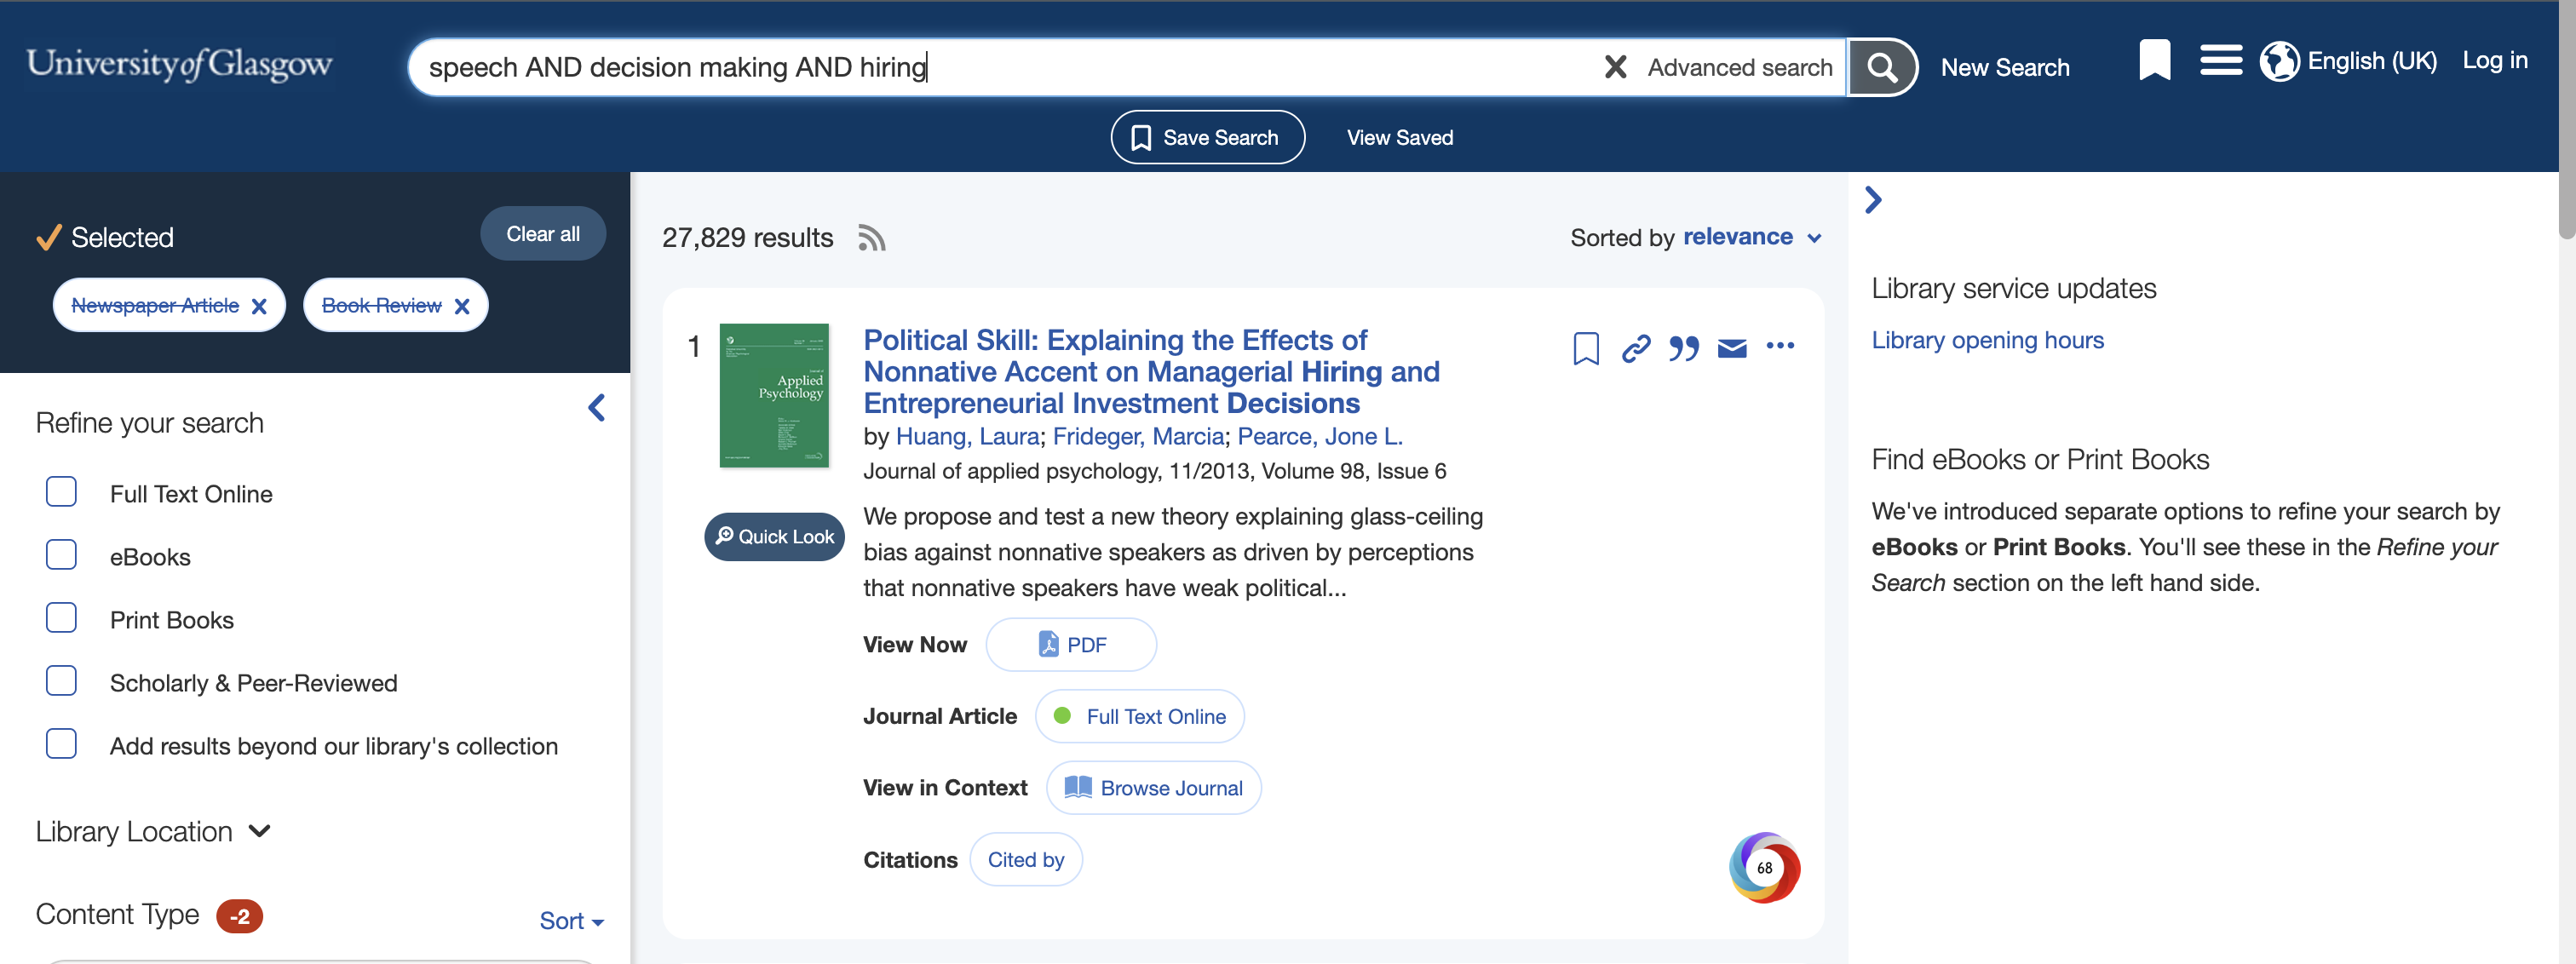 University of Glasgow
speech AND decision making AND hiring
Advanced search
New Search
English (UK)
Log in
Save Search
View Saved
Selected
Clear all
Newspaper Article
Book Review
Refine your search
Full Text Online
eBooks
Print Books
Scholarly & Peer-Reviewed
Add results beyond our library's collection
Library Location
Content Type -2
Sort
27,829 results
Sorted by relevance
1
Applied
Psychology
Quick Look
Political Skill: Explaining the Effects of
Nonnative Accent on Managerial Hiring and
Entrepreneurial Investment Decisions
by Huang, Laura; Frideger, Marcia; Pearce, Jone L.
Journal of applied psychology, 11/2013, Volume 98, Issue 6
We propose and test a new theory explaining glass-ceiling
bias against nonnative speakers as driven by perceptions
that nonnative speakers have weak political...
View Now PDF
Journal Article Full Text Online
View in Context Browse Journal
Citations Cited by
68
Library service updates
Library opening hours
Find eBooks or Print Books
We've introduced separate options to refine your search by
eBooks or Print Books. You'll see these in the Refine your
Search section on the left hand side.